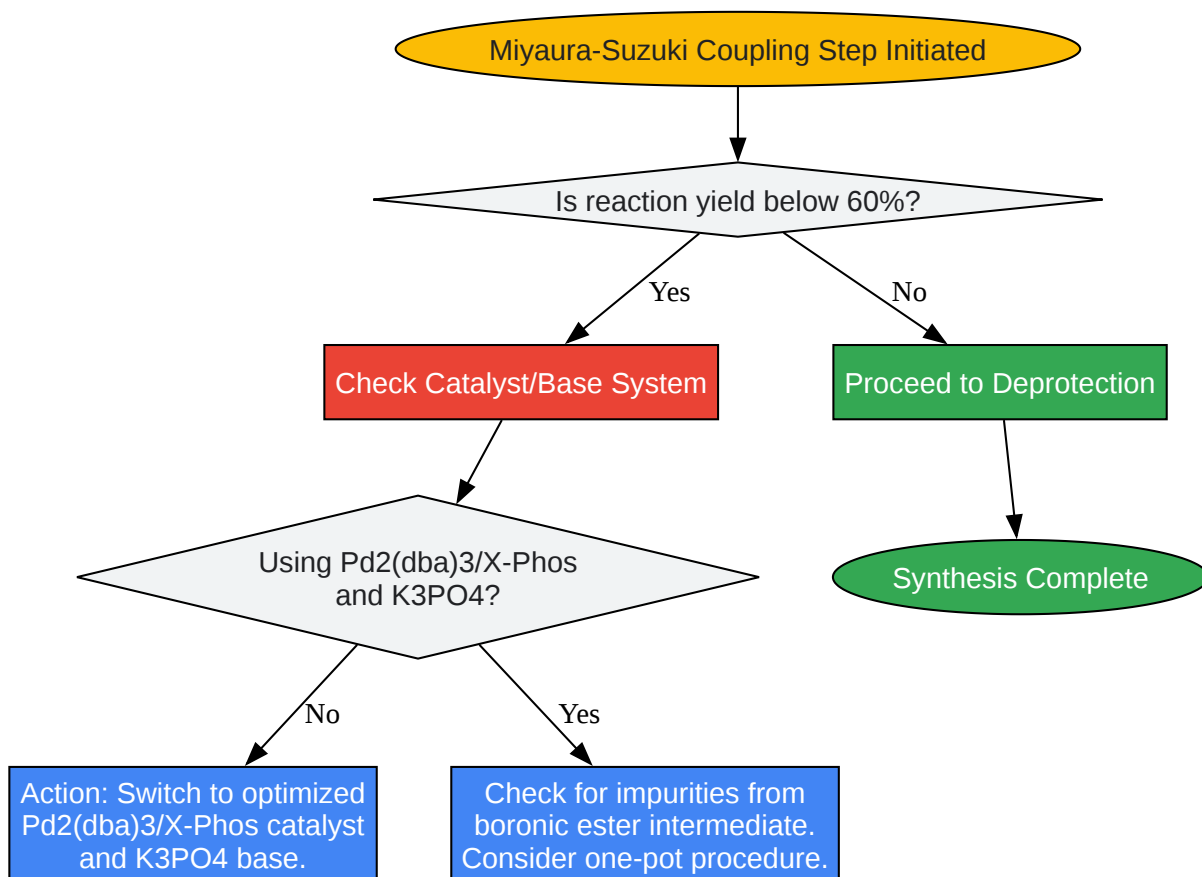 Miyaura-Suzuki Coupling Step Initiated
Is reaction yield below 60%?
Yes
No
Check Catalyst/Base System
Proceed to Deprotection
Using Pd2(dba)3/X-Phos
and K3PO4?
Synthesis Complete
No
Yes
Action: Switch to optimized
Pd2(dba)3/X-Phos catalyst
and K3PO4 base.
Check for impurities from
boronic ester intermediate.
Consider one-pot procedure.